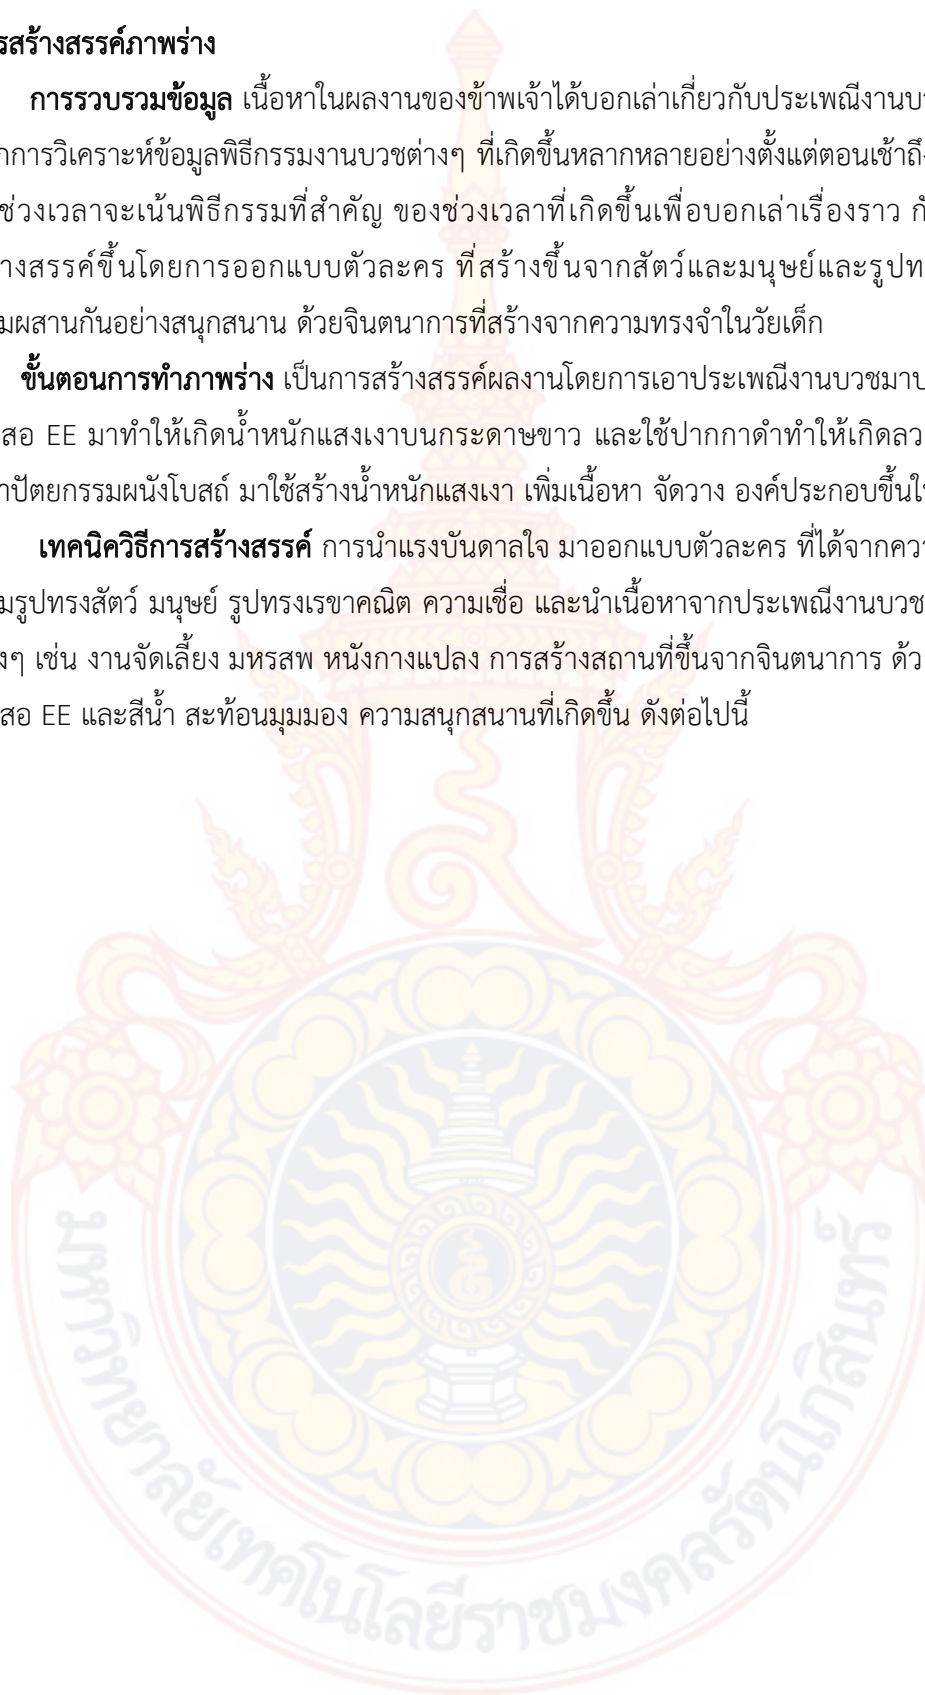 รสร้างสรรค์ภาพร่าง
การรวบรวมข้อมูล เนื้อหาในผลงานของข้าพเจ้าได้บอกเล่าเกี่ยวกับประเพณีงานบว
กการวิเคราะห์ข้อมูลพิธีกรรมงานบวชต่างๆ ที่เกิดขึ้นหลากหลายอย่างตั้งแต่ตอนเช้าถึง
ช่วงเวลาจะเน้นพิธีกรรมที่สำคัญ ของช่วงเวลาที่เกิดขึ้นเพื่อบอกเล่าเรื่องราว กั
างสรรค์ขึ้นโดยการออกแบบตัวละคร ที่สร้างขึ้นจากสัตว์และมนุษย์และรูปท
มผสานกันอย่างสนุกสนาน ด้วยจินตนาการที่สร้างจากความทรงจำในวัยเด็ก
ขั้นตอนการทำภาพร่าง เป็นการสร้างสรรค์ผลงานโดยการเอาประเพณีงานบวชมาบ
สอ EE มาทำให้เกิดน้ำหนักแสงเงาบนกระดาษขาว และใช้ปากกาดำทำให้เกิดลว
าปัตยกรรมผนังโบสถ์ มาใช้สร้างน้ำหนักแสงเงา เพิ่มเนื้อหา จัดวาง องค์ประกอบขึ้นให
เทคนิควิธีการสร้างสรรค์ การนำแรงบันดาลใจ มาออกแบบตัวละคร ที่ได้จากควา
มรูปทรงสัตว์ มนุษย์ รูปทรงเรขาคณิต ความเชื่อ และนำเนื้อหาจากประเพณีงานบวช
งๆ เช่น งานจัดเลี้ยง มหรสพ หนังกางแปลง การสร้างสถานที่ขึ้นจากจินตนาการ ด้ว
สอ EE และสีน้ำ สะท้อนมุมมอง ความสนุกสนานที่เกิดขึ้น ดังต่อไปนี้
มหาวิทยาลัยเทคโนโลยีราชมงคลรัตนโกสินทร์